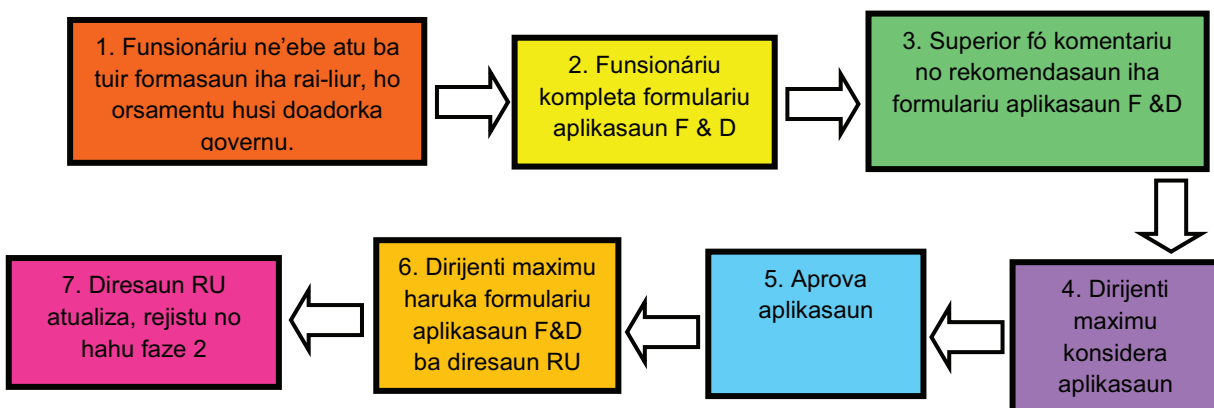 1. Funsionáriu ne'ebe atu ba
tuir formasaun iha rai-liur, ho
orsamentu husi doadorka
governu.
2. Funsionáriu
kompleta formulariu
aplikasaun F & D
3. Superior fó komentariu
no rekomendasaun iha
formulariu aplikasaun F &D
4. Dirijenti
maximu
konsidera
aplikasaun
5. Aprova
aplikasaun
6. Dirijenti maximu
haruka formulariu
aplikasaun F&D
ba diresaun RU
7. Diresaun RU
atualiza, rejistu no
hahu faze 2